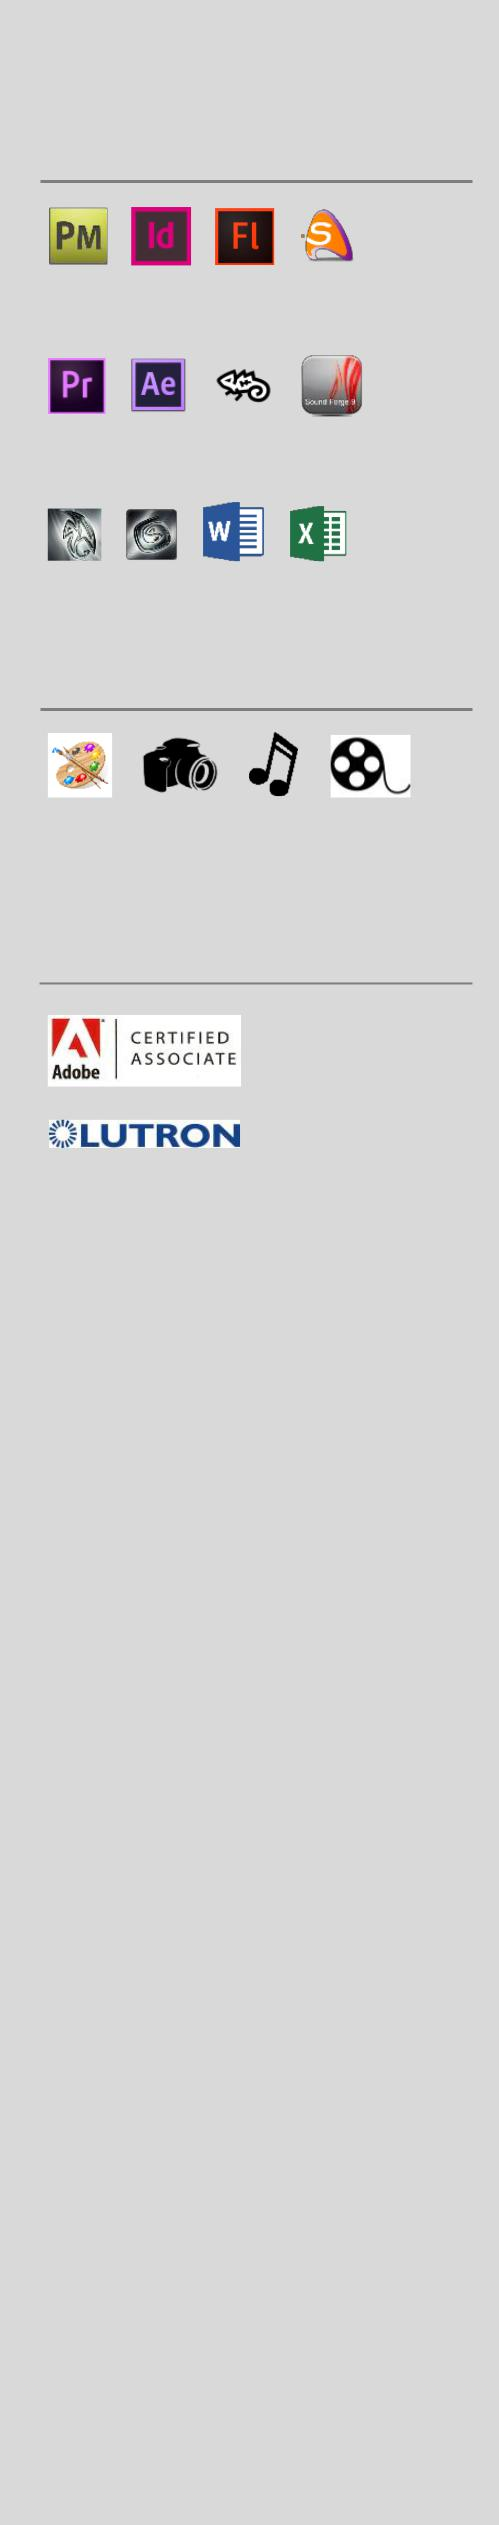 PM Id Fl S
Pr Ae Sound Forge 9
W X
Adobe CERTIFIED
ASSOCIATE
LUTRON